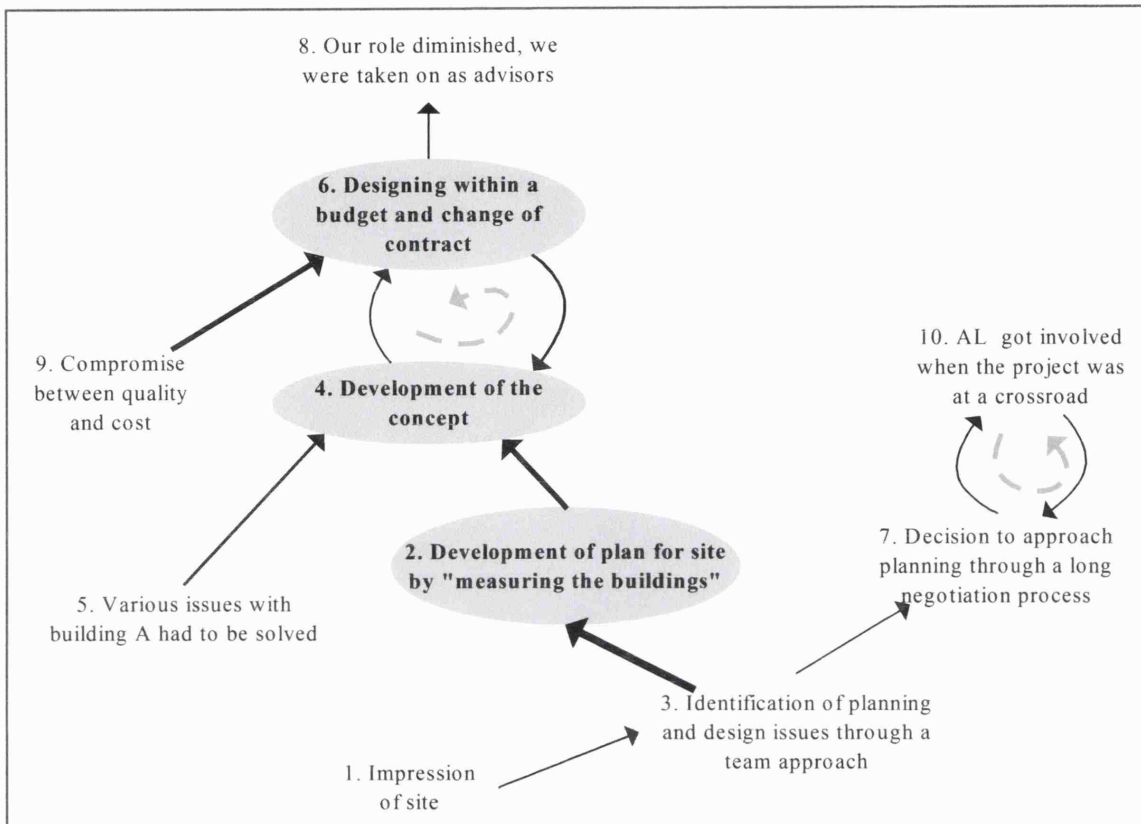 8. Our role diminished, we
were taken on as advisors
6. Designing within a
budget and change of
contract
9. Compromise
between quality
and cost
10. AL got involved
when the project was
at a crossroad
4. Development of the
concept
2. Development of plan for site
by "measuring the buildings"
7. Decision to approach
planning through a long
negotiation process
5. Various issues with
building A had to be solved
3. Identification of planning
and design issues through a
team approach
1. Impression
of site